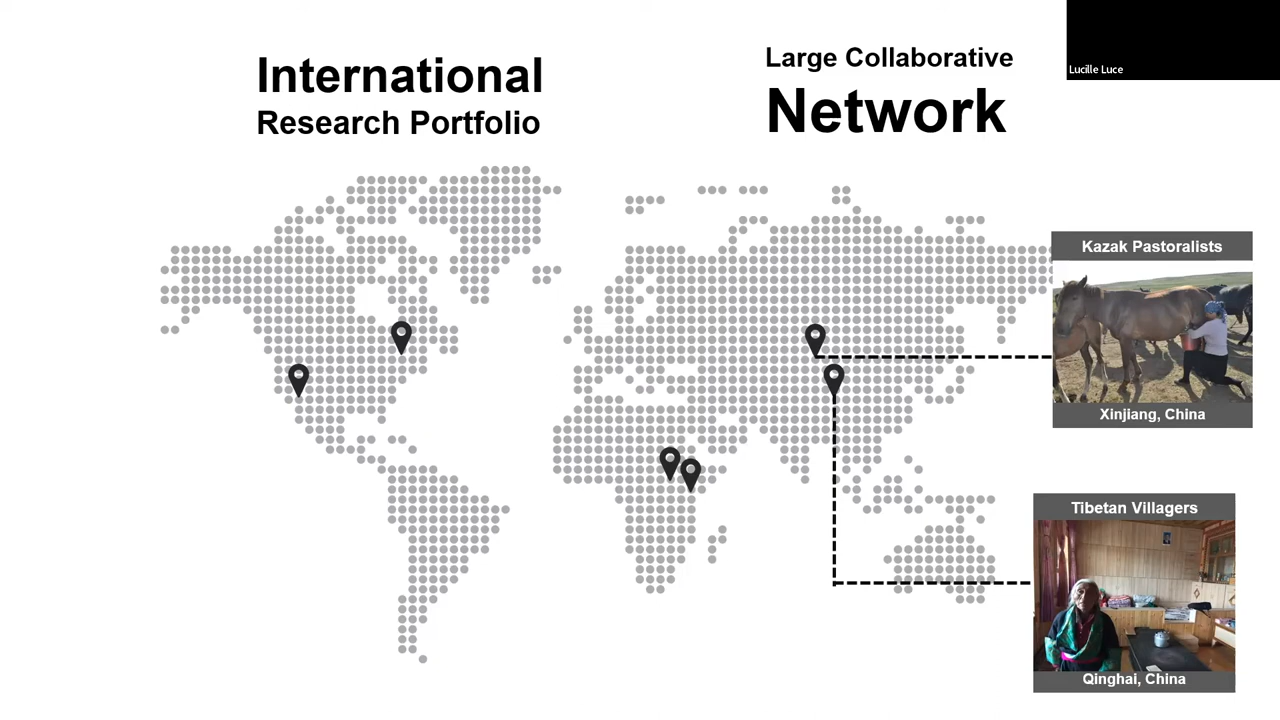 International
Research Portfolio
Large Collaborative
Network
Lucille Luce
Kazak Pastoralists
Xinjiang, China
Tibetan Villagers
Qinghai, China